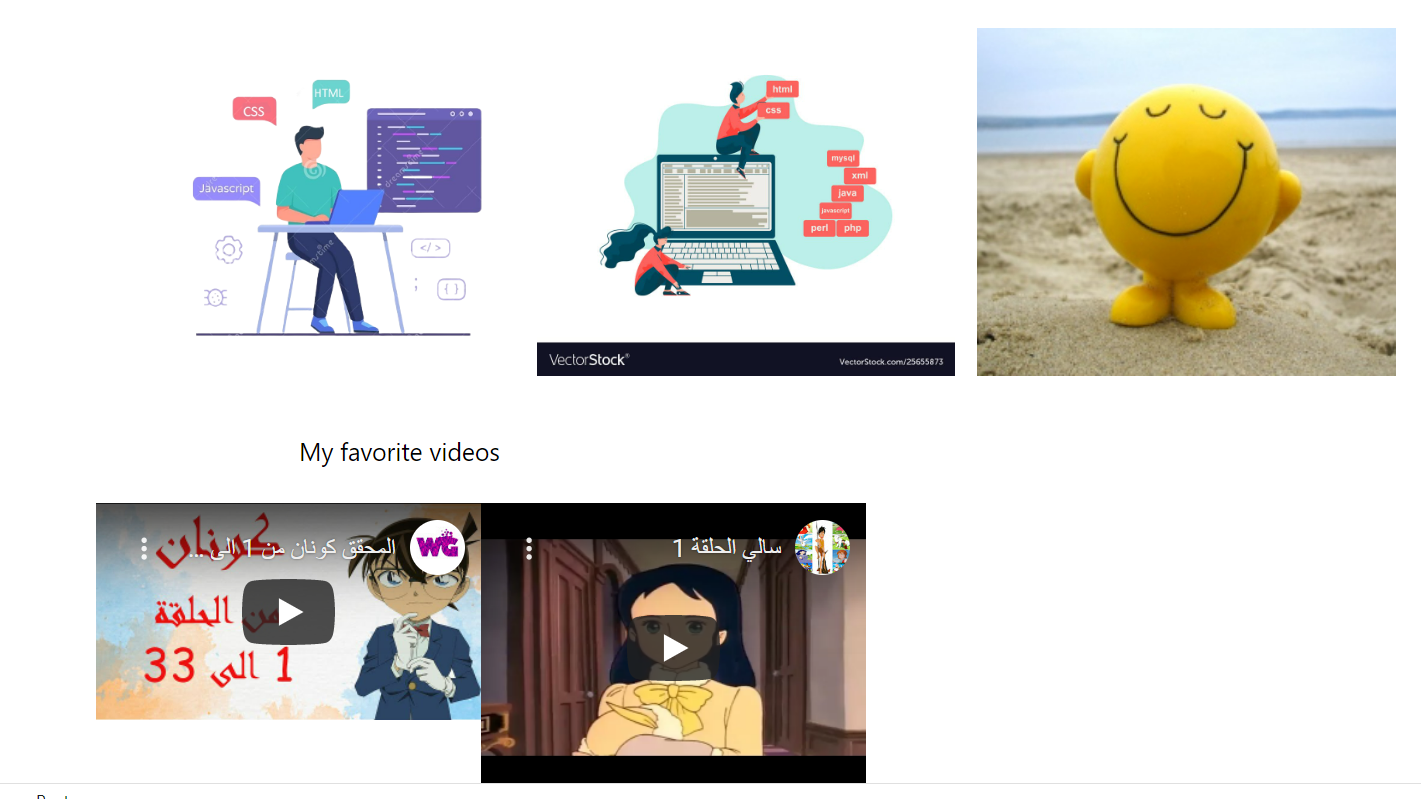 HTML
CSS
Javascript
</>
;
{ }
dreamstime
html
css
mysql
xml
java
javascript
perl php
VectorStock®
VectorStock.com/25655873
My favorite videos
المحقق كونان من 1 الى ...
WG
كونان
من الحلقة
1 الى 33
سالي الحلقة 1